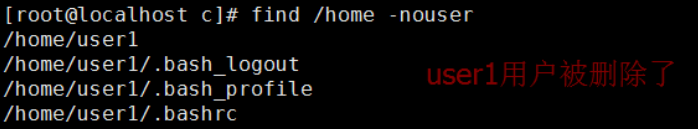 [root@localhost c]# find /home -nouser
/home/user1
/home/user1/.bash_logout
/home/user1/.bash_profile
/home/user1/.bashrc
user1用户被删除了